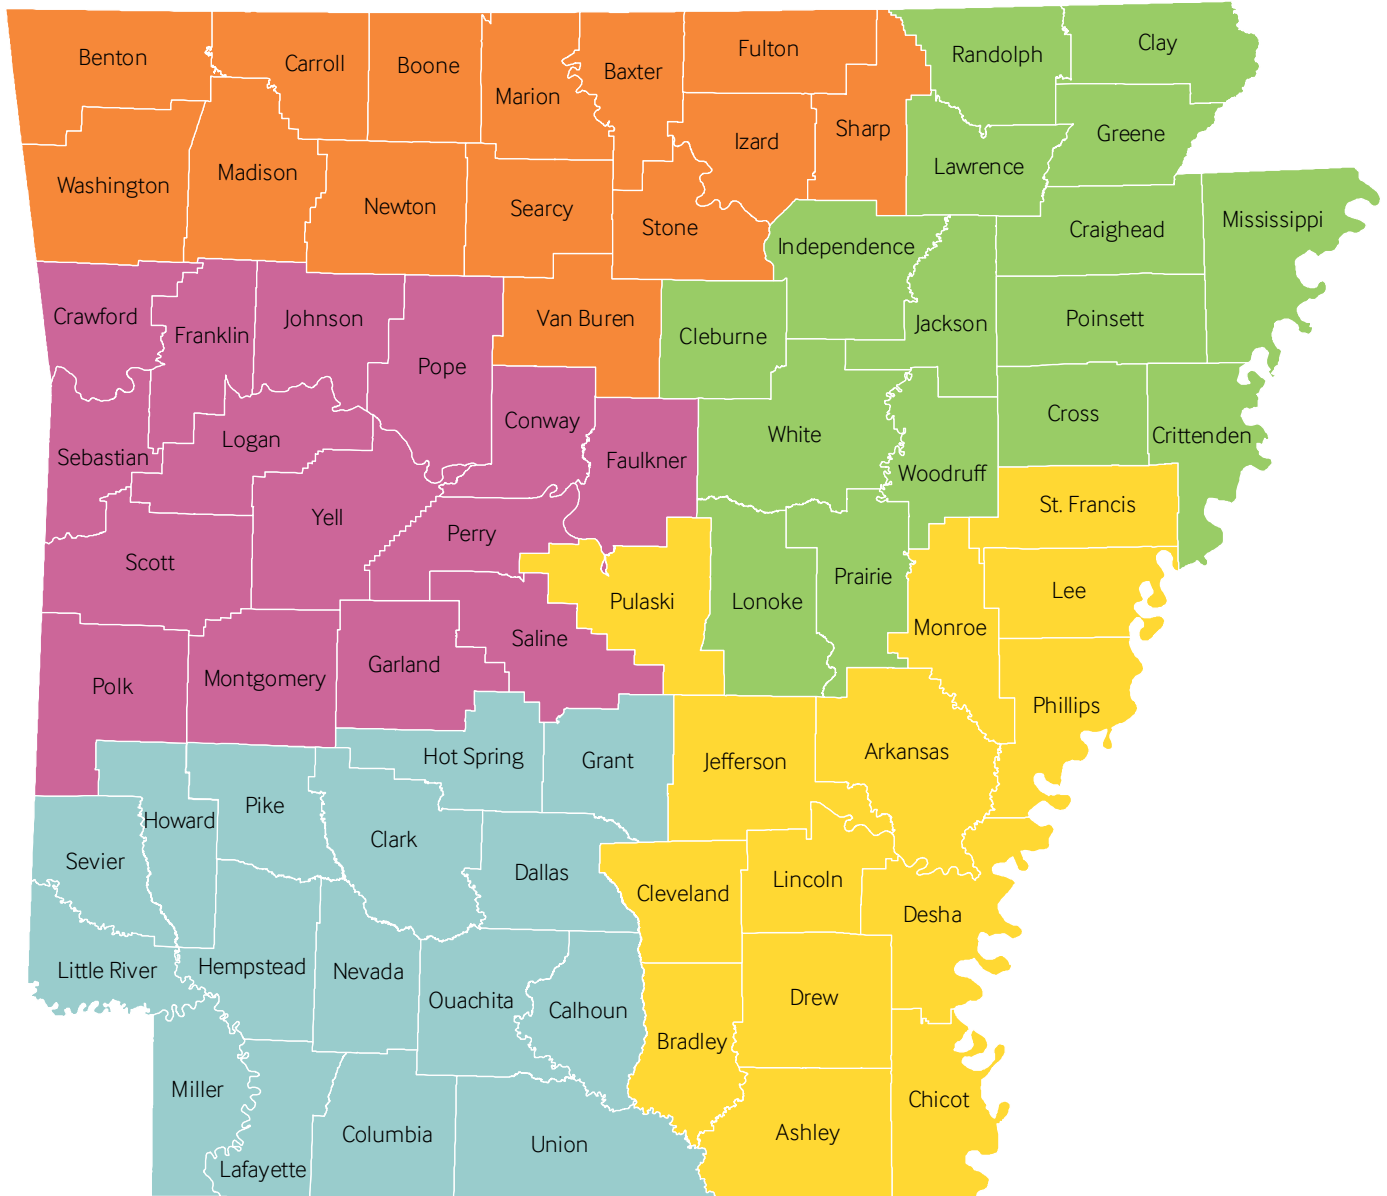 Benton
Carroll
Boone
Marion
Baxter
Fulton
Randolph
Clay
Izard
Sharp
Greene
Lawrence
Washington
Madison
Newton
Searcy
Stone
Independence
Craighead
Mississippi
Crawford
Franklin
Johnson
Pope
Van Buren
Cleburne
Jackson
Poinsett
Sebastian
Logan
Conway
Faulkner
White
Woodruff
Cross
Crittenden
Scott
Yell
Perry
Pulaski
Lonoke
Prairie
St. Francis
Lee
Monroe
Polk
Montgomery
Garland
Saline
Phillips
Hot Spring
Grant
Jefferson
Arkansas
Sevier
Howard
Pike
Clark
Dallas
Cleveland
Lincoln
Desha
Little River
Hempstead
Nevada
Ouachita
Calhoun
Bradley
Drew
Miller
Lafayette
Columbia
Union
Ashley
Chicot